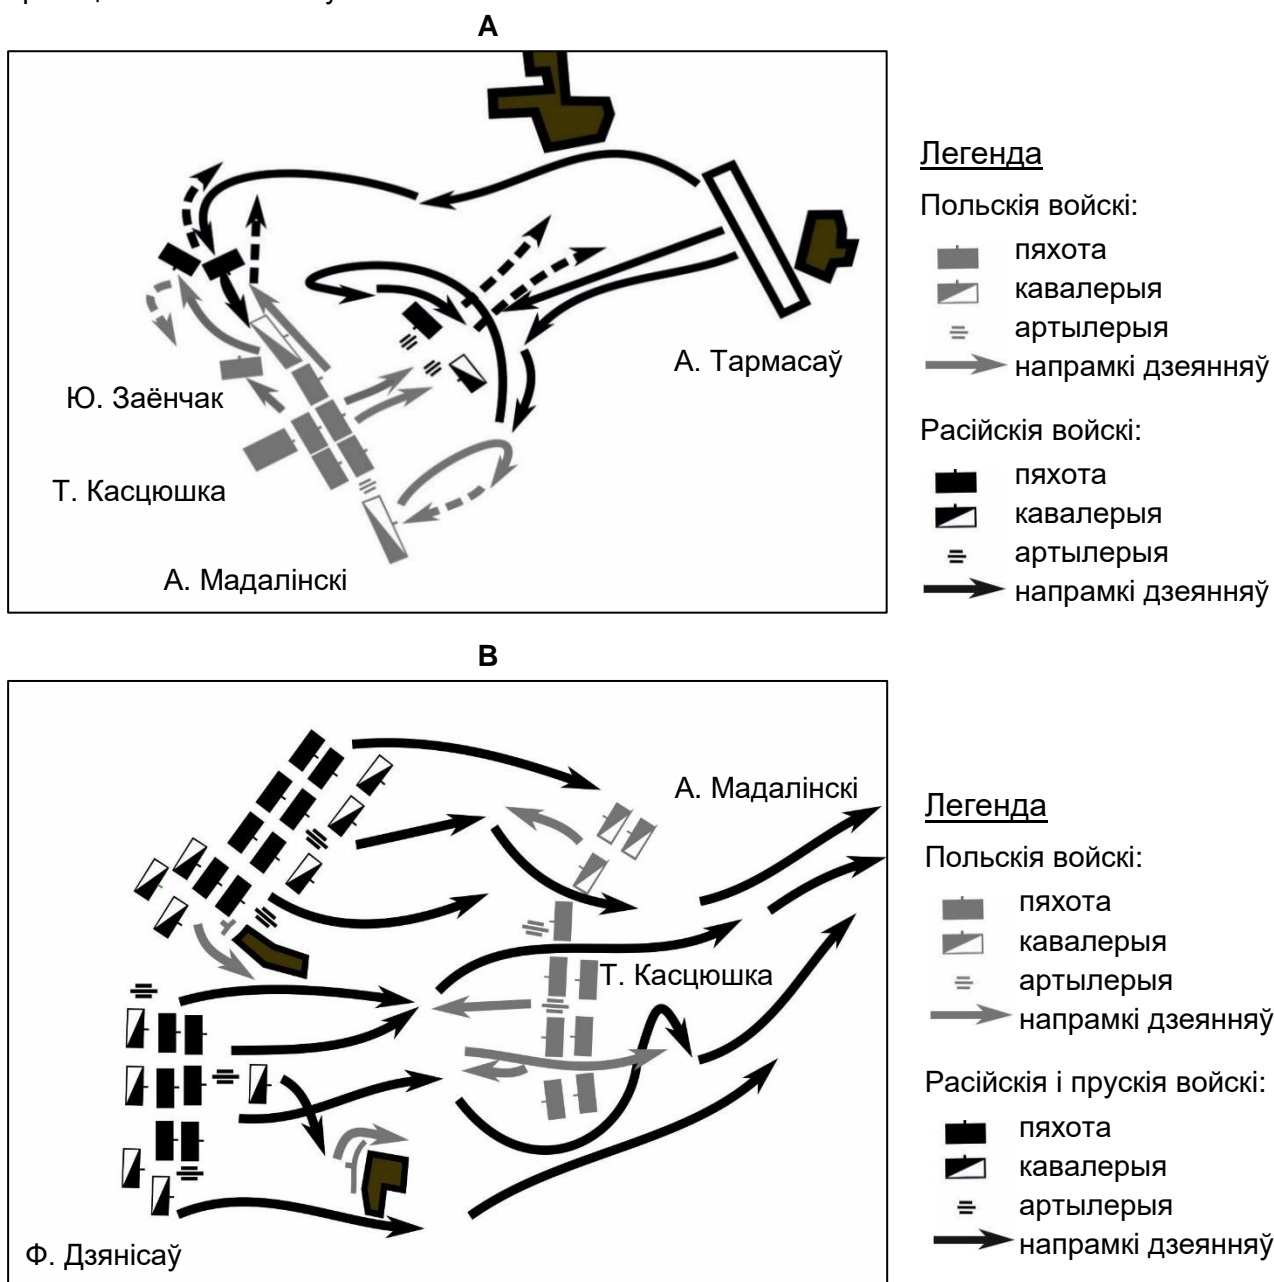 А
Легенда
Польскія войскі:
пяхота
кавалерыя
артылерыя
напрамкі дзеянняў
Расійскія войскі:
пяхота
кавалерыя
артылерыя
напрамкі дзеянняў
А. Тармасаў
Ю. Заёнчак
Т. Касцюшка
А. Мадалінскі
В
А. Мадалінскі
Т. Касцюшка
Ф. Дзянісаў
Легенда
Польскія войскі:
пяхота
кавалерыя
артылерыя
напрамкі дзеянняў
Расійскія і прускія войскі:
пяхота
кавалерыя
артылерыя
напрамкі дзеянняў